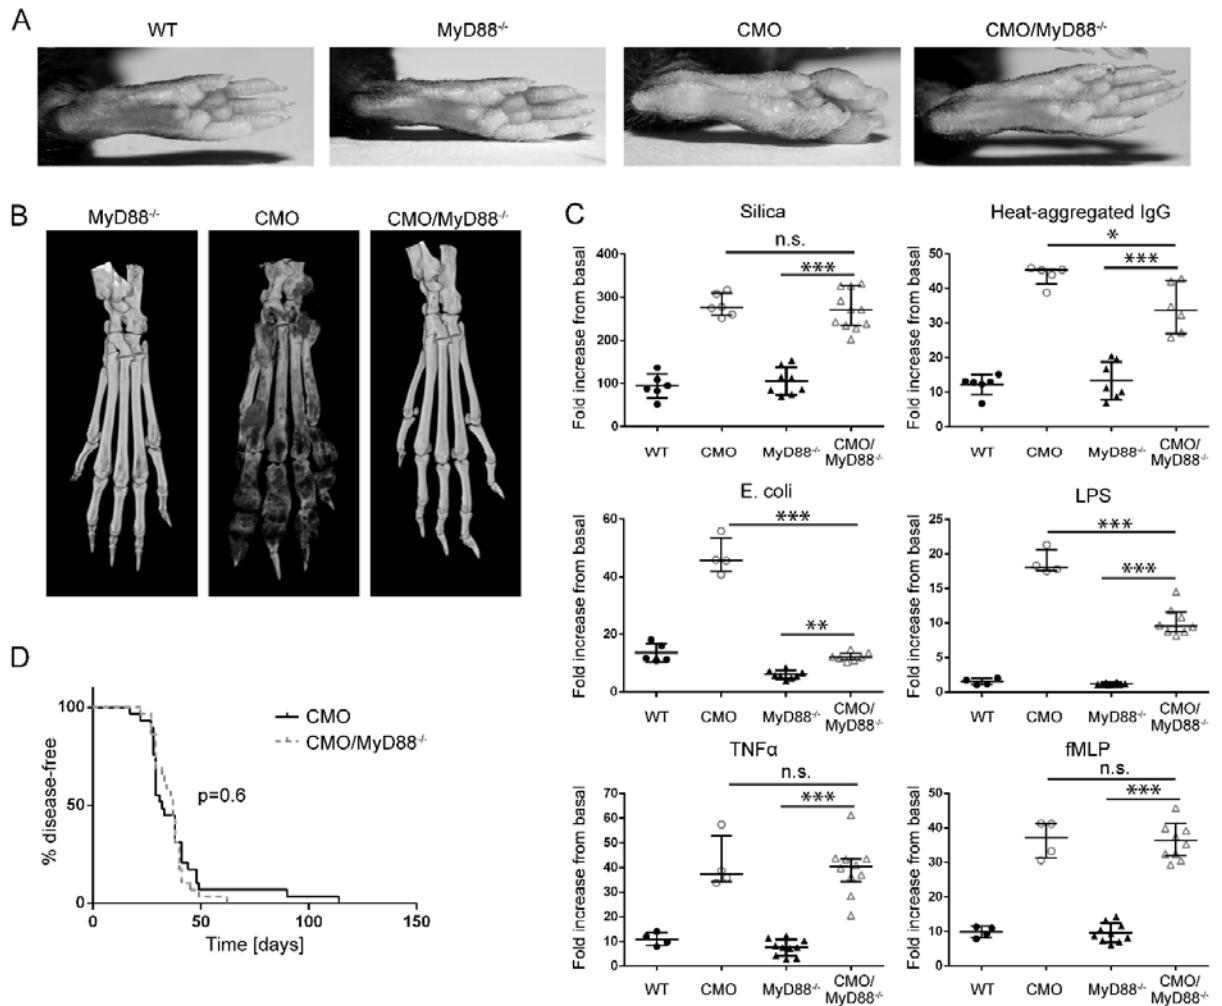 A
WT
MyD88⁻/⁻
CMO
CMO/MyD88⁻/⁻
B
MyD88⁻/⁻
CMO
CMO/MyD88⁻/⁻
C
Silica
Fold increase from basal
400
300
200
100
0
n.s.
***
WT
CMO
MyD88⁻/⁻
CMO/
MyD88⁻/⁻
Heat-aggregated IgG
Fold increase from basal
50
40
30
20
10
0
*
***
WT
CMO
MyD88⁻/⁻
CMO/
MyD88⁻/⁻
E. coli
Fold increase from basal
60
40
20
0
***
**
WT
CMO
MyD88⁻/⁻
CMO/
MyD88⁻/⁻
LPS
Fold increase from basal
25
20
15
10
5
0
***
***
WT
CMO
MyD88⁻/⁻
CMO/
MyD88⁻/⁻
TNFα
Fold increase from basal
70
60
50
40
30
20
10
0
n.s.
***
WT
CMO
MyD88⁻/⁻
CMO/
MyD88⁻/⁻
fMLP
Fold increase from basal
50
40
30
20
10
0
n.s.
***
WT
CMO
MyD88⁻/⁻
CMO/
MyD88⁻/⁻
D
% disease-free
100
50
0
CMO
CMO/MyD88⁻/⁻
p=0.6
0
50
100
150
Time [days]